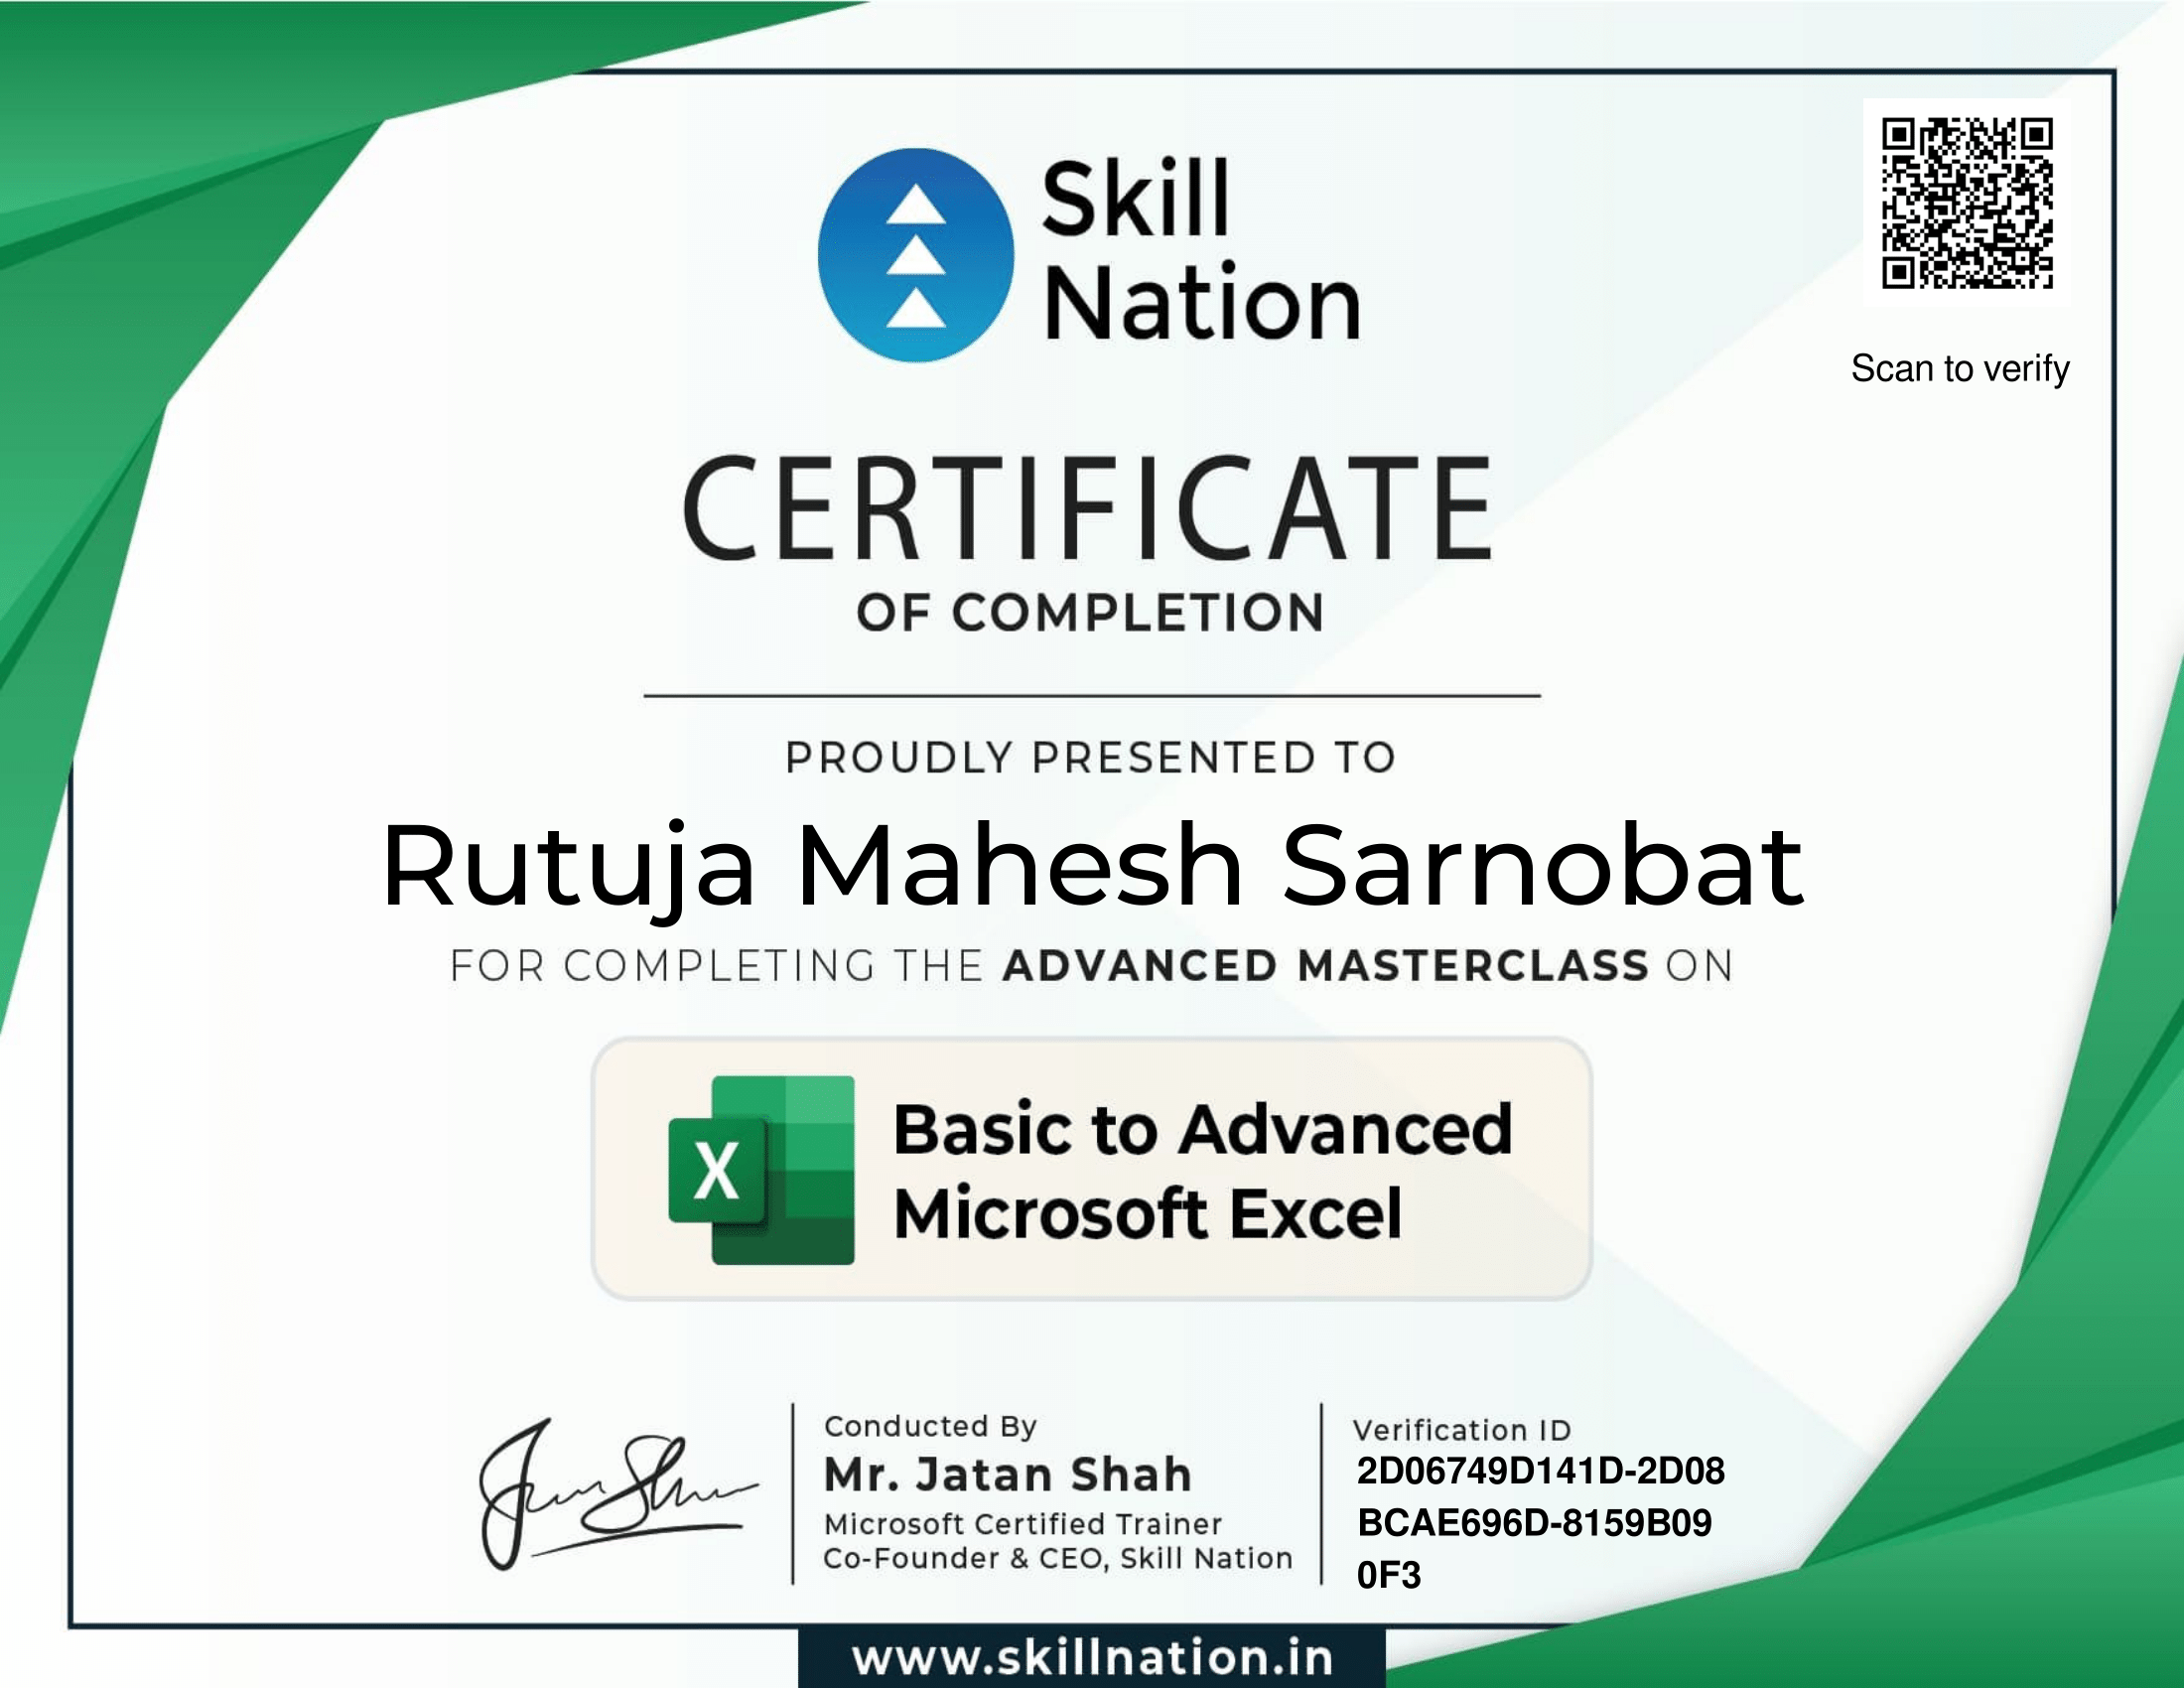 Skill
Nation
Scan to verify
CERTIFICATE
OF COMPLETION
PROUDLY PRESENTED TO
Rutuja Mahesh Sarnobat
FOR COMPLETING THE ADVANCED MASTERCLASS ON
X
Basic to Advanced
Microsoft Excel
Conducted By
Mr. Jatan Shah
Microsoft Certified Trainer
Co-Founder & CEO, Skill Nation
Verification ID
2D06749D141D-2D08
BCAE696D-8159B09
0F3
www.skillnation.in